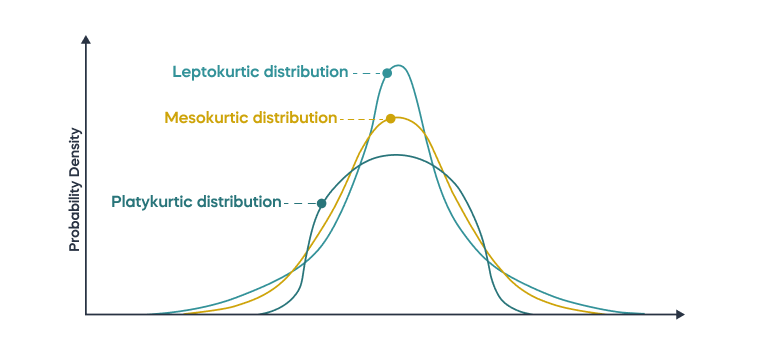 Leptokurtic distribution
Mesokurtic distribution
Platykurtic distribution
Probability Density